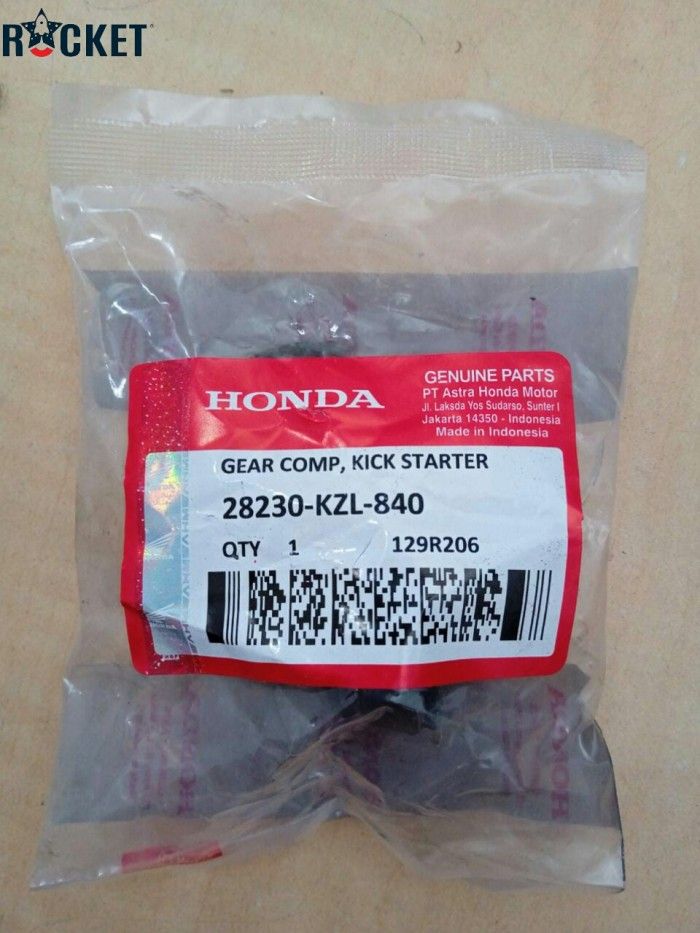 ROCKET
HONDA
GENUINE PARTS
PT Astra Honda Motor
Jl. Laksda Yos Sudarso, Sunter I
Jakarta 14350 - Indonesia
Made in Indonesia
GEAR COMP, KICK STARTER
28230-KZL-840
QTY 1 129R206
HONDA